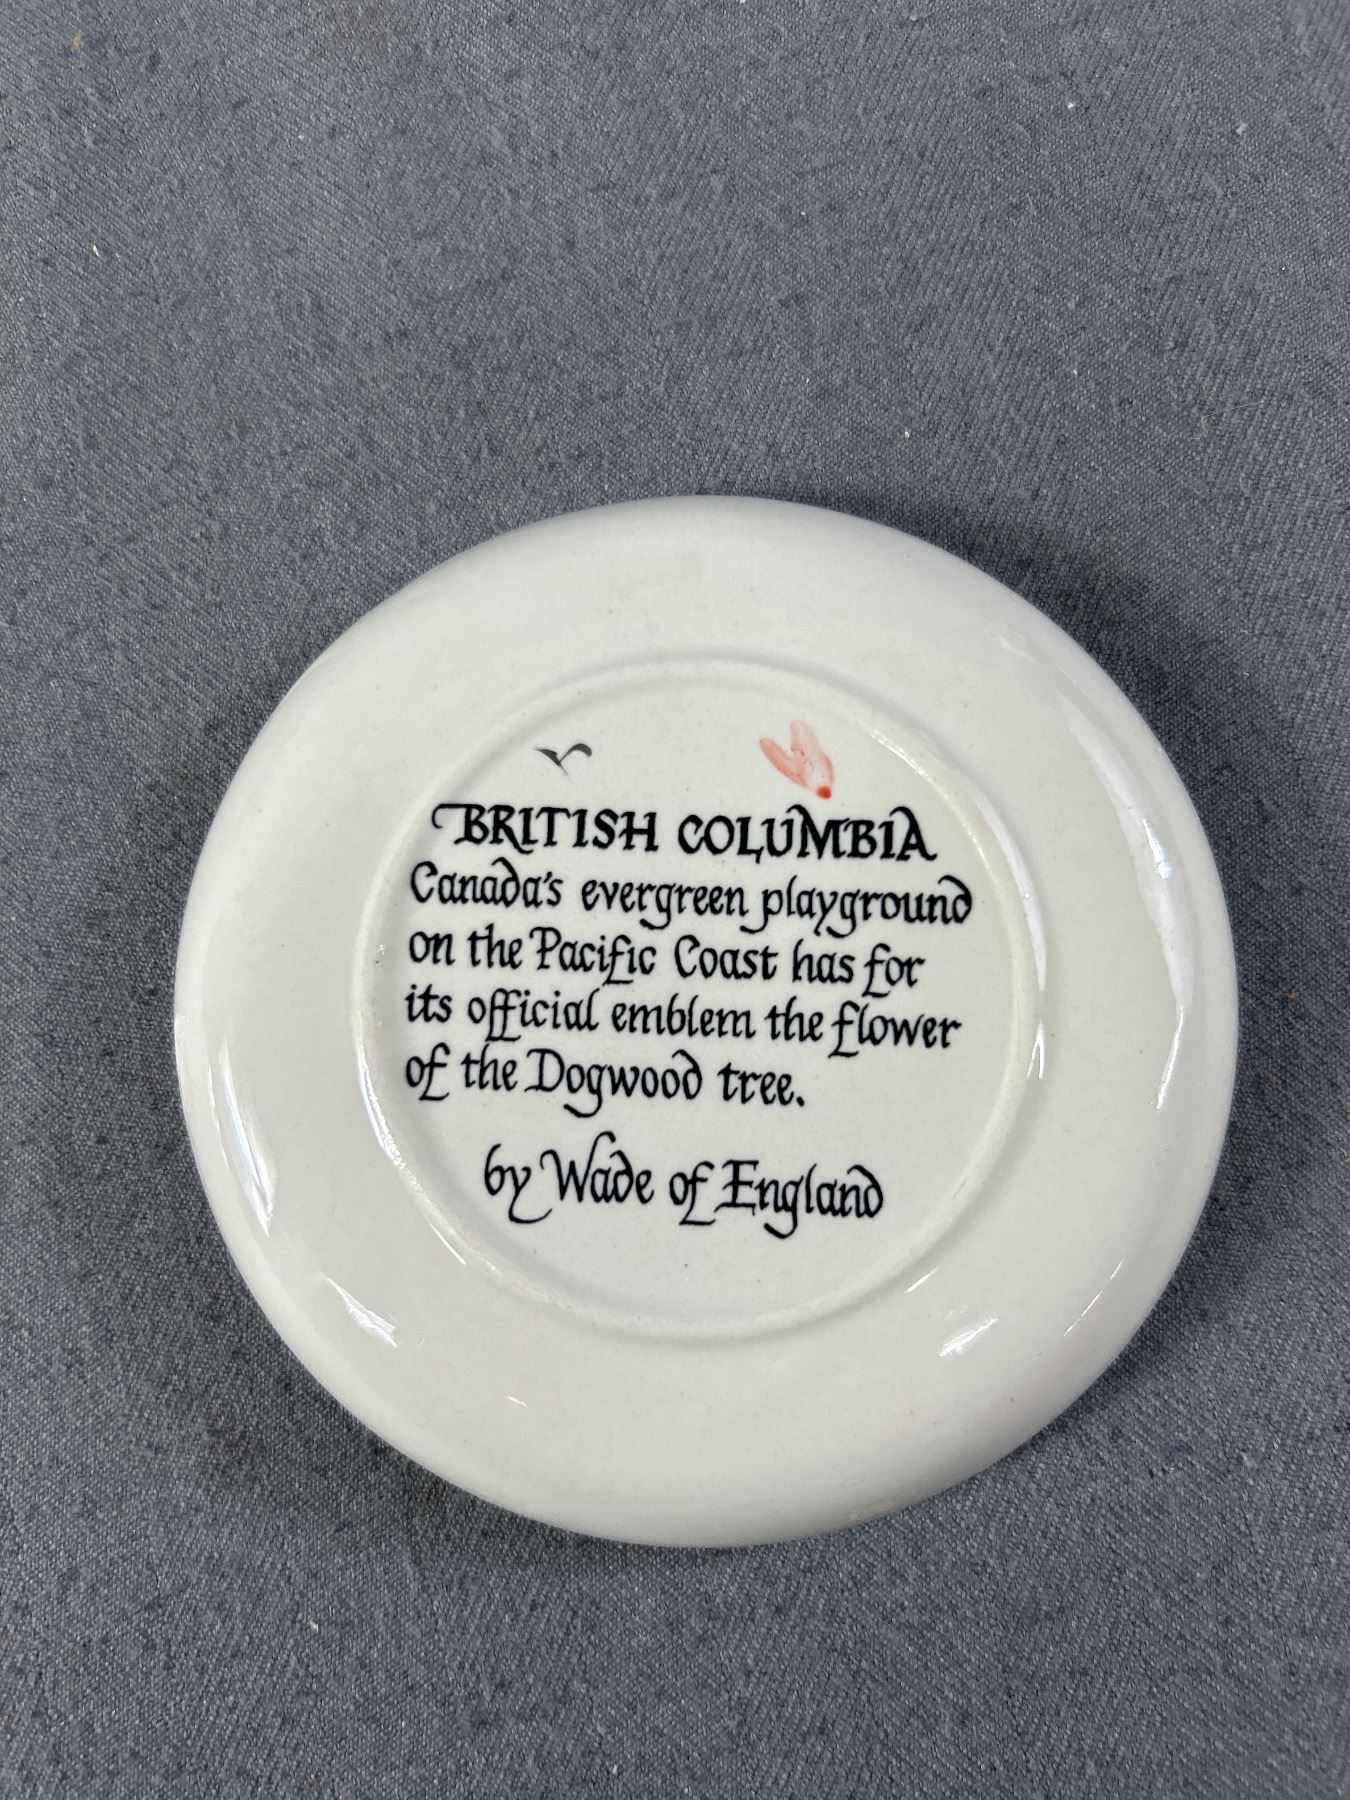 BRITISH COLUMBIA
Canada's evergreen playground
on the Pacific Coast has for
its official emblem the flower
of the Dogwood tree.
by Wade of England